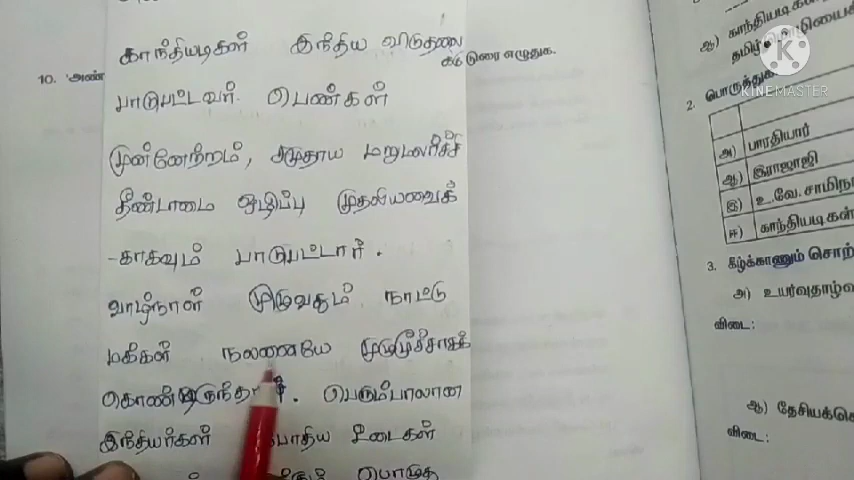 காந்தியடிகள் இந்திய விடுதலை
10. 'அண் கட்டுரை எழுதுக.
பாடுபட்டவர். பெண்கள்
முன்னேற்றம், சமுதாய மறுமலர்ச்சி
தீண்டாமை ஒழிப்பு முதலியவைக்
-காகவும் பாடுபட்டார்.
வாழ்நாள் முழுவதும் நாட்டு
மக்கள் நலனையே முழுமூச்சாகக்
கொண்டிருந்தார். பெரும்பாலான
இந்தியர்கள் போதிய உடைகள்
பொழுது
ஆ) காந்தியடிகள்
KINEMASTER
2. பொருத்துக
அ) பாரதியார்
ஆ) இராஜாஜி
இ) உ.வே. சாமிநா
ஈ) காந்தியடிகள்
3. கீழ்க்காணும் சொற்
அ) உயர்வுதாழ்வ
விடை:
ஆ) தேசியக்கொ
விடை: